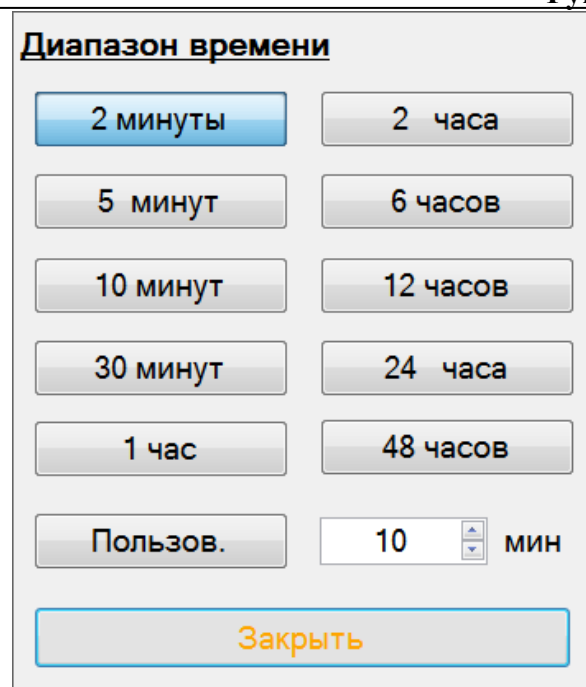 Диапазон времени
2 минуты 2 часа
5 минут 6 часов
10 минут 12 часов
30 минут 24 часа
1 час 48 часов
Пользов. 10 мин
Закрыть